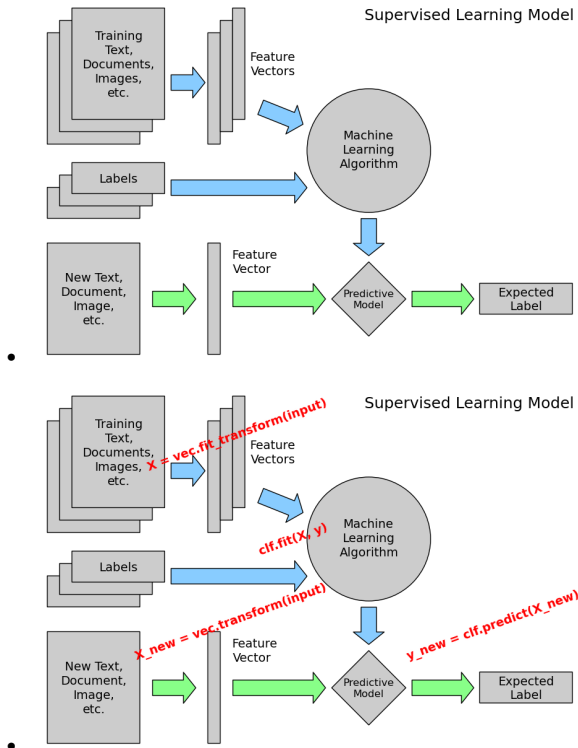 Supervised Learning Model
Training
Text,
Documents,
Images,
etc.
Feature
Vectors
Machine
Learning
Algorithm
Labels
New Text,
Document,
Image,
etc.
Feature
Vector
Predictive
Model
Expected
Label
Supervised Learning Model
Training
Text,
Documents,
Images,
etc.
X = vec.fit_transform(input)
Feature
Vectors
clf.fit(X, y)
Machine
Learning
Algorithm
Labels
X_new = vec.transform(input)
y_new = clf.predict(X_new)
New Text,
Document,
Image,
etc.
Feature
Vector
Predictive
Model
Expected
Label